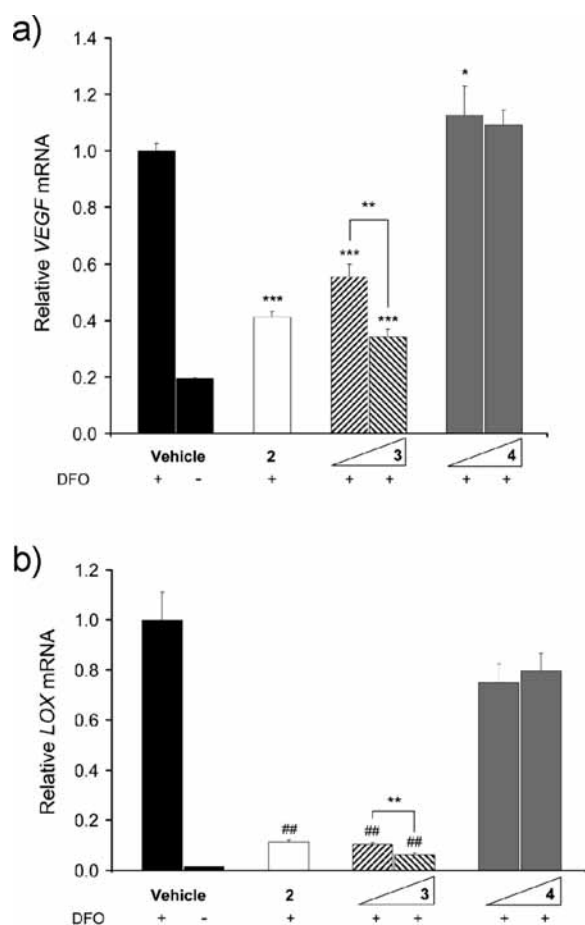 a)
1.4
1.2
1.0
0.8
0.6
0.4
0.2
0.0
Relative VEGF mRNA
*
**
***
***
***
Vehicle 2 3 4
DFO + - + + + + +
b)
1.2
1.0
0.8
0.6
0.4
0.2
0.0
Relative LOX mRNA
**
## ## ##
Vehicle 2 3 4
DFO + - + + + + +